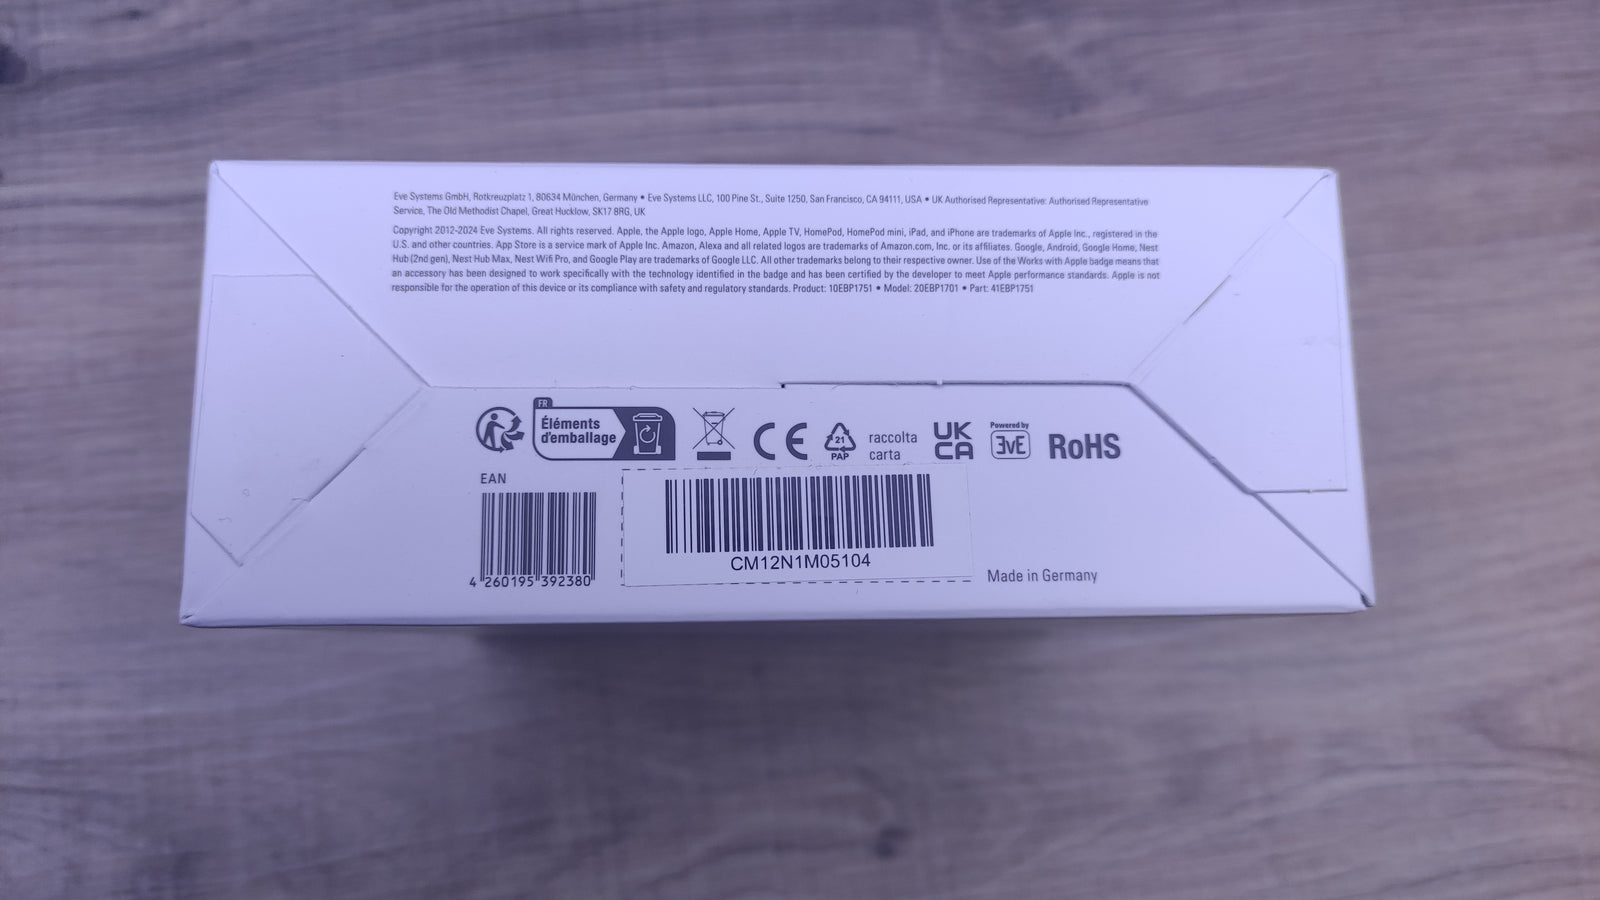 Eve Systems GmbH, Rotkreuzplatz 1, 80634 München, Germany • Eve Systems LLC, 100 Pine St., Suite 1250, San Francisco, CA 94111, USA • UK Authorised Representative: Authorised Representative
Service, The Old Methodist Chapel, Great Hucklow, SK17 8RG, UK
Copyright 2012-2024 Eve Systems. All rights reserved. Apple, the Apple logo, Apple Home, Apple TV, HomePod, HomePod mini, iPad, and iPhone are trademarks of Apple Inc., registered in the
U.S. and other countries. App Store is a service mark of Apple Inc. Amazon, Alexa and all related logos are trademarks of Amazon.com, Inc. or its affiliates. Google, Android, Google Home, Nest
Hub (2nd gen), Nest Hub Max, Nest Wifi Pro, and Google Play are trademarks of Google LLC. All other trademarks belong to their respective owner. Use of the Works with Apple badge means that
an accessory has been designed to work specifically with the technology identified in the badge and has been certified by the developer to meet Apple performance standards. Apple is not
responsible for the operation of this device or its compliance with safety and regulatory standards. Product: 10EBP1751 • Model: 20EBP1701 • Part: 41EBP1751
FR
Éléments
d'emballage
CE
21
PAP
raccolta
carta
UK
CA
Powered by
EVE
RoHS
EAN
4 260195 392380
CM12N1M05104
Made in Germany